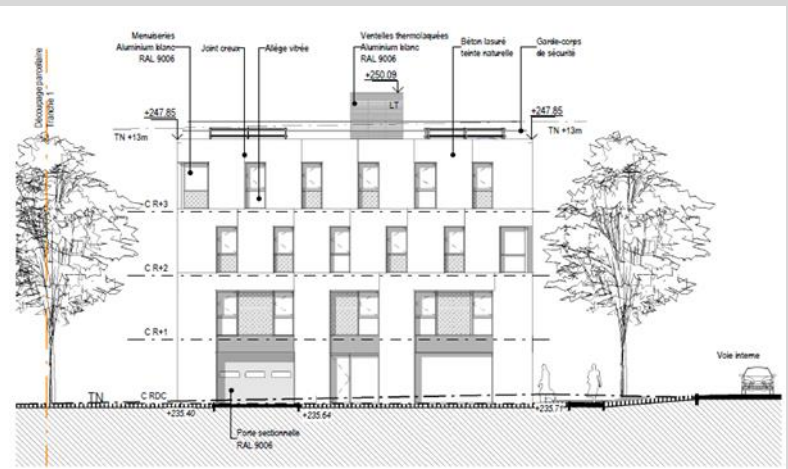 Découpage parcellaire
Tranche 1
Menuiseries
Aluminium blanc
RAL 9006
Joint creux
Allège vitrée
Ventelles thermolaquées
Aluminium blanc
RAL 9006
Béton lasuré
teinte naturelle
Garde-corps
de sécurité
+250.09
LT
+247.85
+247.85
TN +13m
TN +13m
C R+3
C R+2
C R+1
Voie interne
TN
C RDC
+235.40
+235.64
+235.71
Porte sectionnelle
RAL 9006